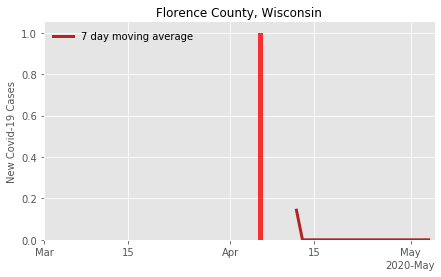 Florence County, Wisconsin
7 day moving average
New Covid-19 Cases
1.0
0.8
0.6
0.4
0.2
0.0
Mar 15 Apr 15 May
2020-May